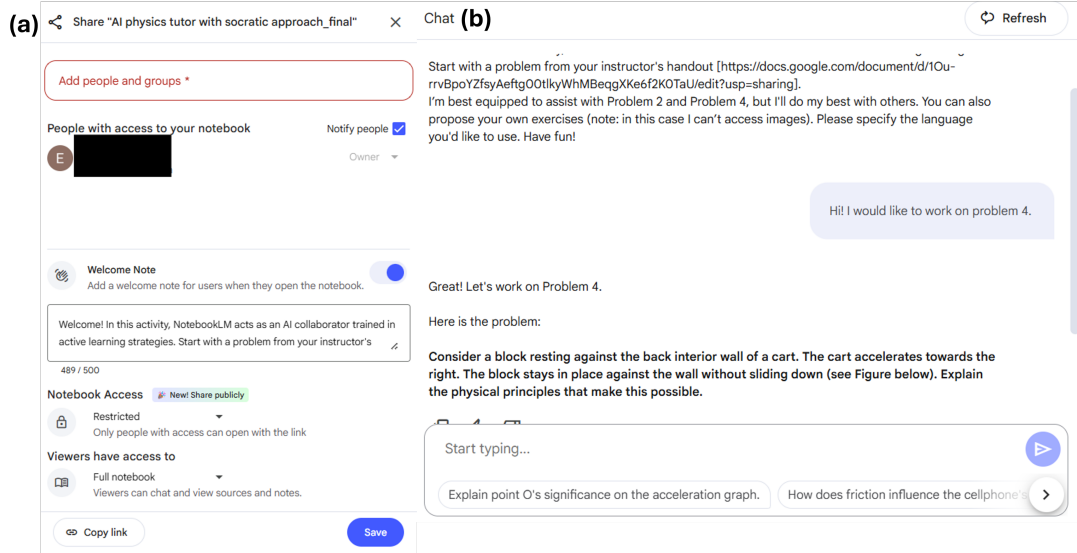 (a)
Share "AI physics tutor with socratic approach_final"
Add people and groups *
People with access to your notebook
Notify people
E
Owner
Welcome Note
Add a welcome note for users when they open the notebook.
Welcome! In this activity, NotebookLM acts as an AI collaborator trained in
active learning strategies. Start with a problem from your instructor's
489 / 500
Notebook Access
New! Share publicly
Restricted
Only people with access can open with the link
Viewers have access to
Full notebook
Viewers can chat and view sources and notes.
Copy link
Save
Chat
(b)
Refresh
Start with a problem from your instructor's handout [https://docs.google.com/document/d/1Ou-
rrvBpoYZfsyAeftg00tlkyWhMBeqgXKe6f2K0TaU/edit?usp=sharing].
I'm best equipped to assist with Problem 2 and Problem 4, but I'll do my best with others. You can also
propose your own exercises (note: in this case I can't access images). Please specify the language
you'd like to use. Have fun!
Hi! I would like to work on problem 4.
Great! Let's work on Problem 4.
Here is the problem:
Consider a block resting against the back interior wall of a cart. The cart accelerates towards the
right. The block stays in place against the wall without sliding down (see Figure below). Explain
the physical principles that make this possible.
Start typing...
Explain point O's significance on the acceleration graph.
How does friction influence the cellphone's